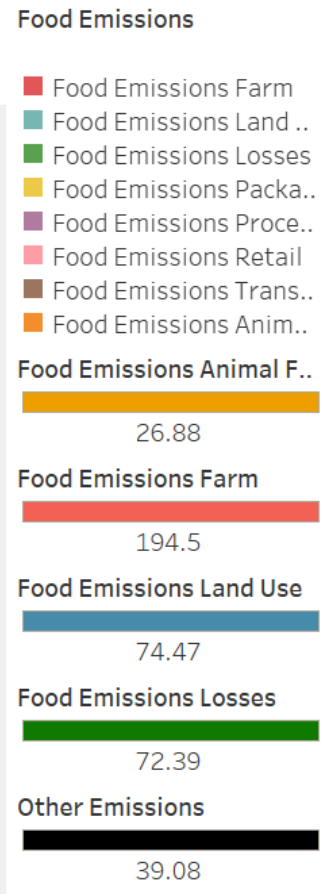 Food Emissions
Food Emissions Farm
Food Emissions Land ..
Food Emissions Losses
Food Emissions Packa..
Food Emissions Proce..
Food Emissions Retail
Food Emissions Trans..
Food Emissions Anim..
Food Emissions Animal F..
26.88
Food Emissions Farm
194.5
Food Emissions Land Use
74.47
Food Emissions Losses
72.39
Other Emissions
39.08